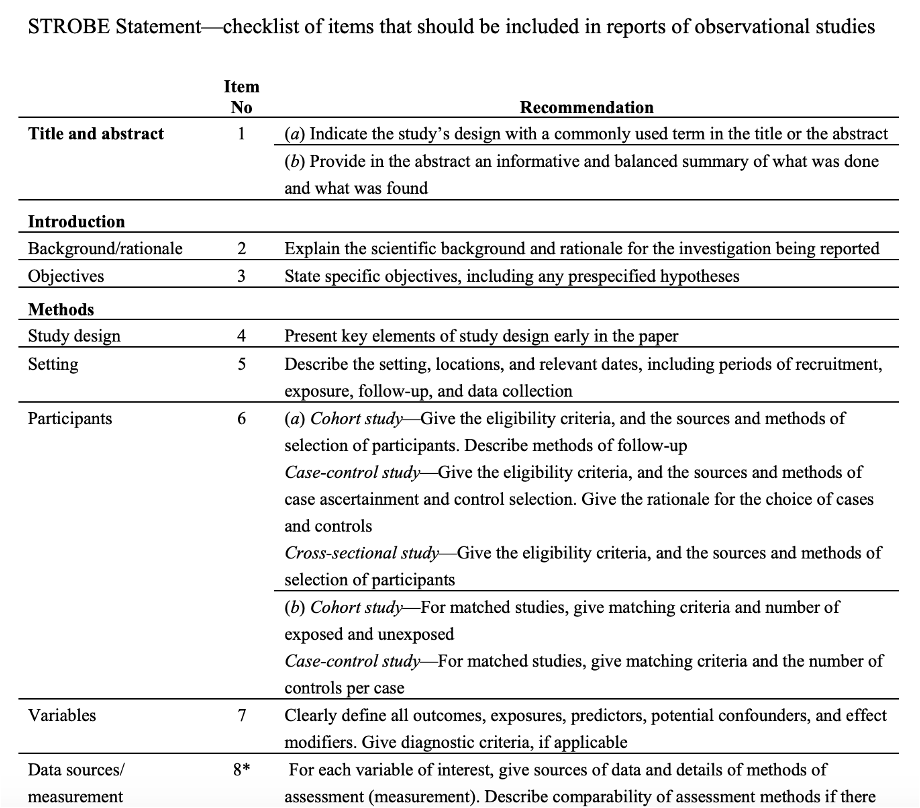 STROBE Statement—checklist of items that should be included in reports of observational studies
Item
No
Recommendation
Title and abstract 1 (a) Indicate the study’s design with a commonly used term in the title or the abstract
(b) Provide in the abstract an informative and balanced summary of what was done
and what was found
Introduction
Background/rationale 2 Explain the scientific background and rationale for the investigation being reported
Objectives 3 State specific objectives, including any prespecified hypotheses
Methods
Study design 4 Present key elements of study design early in the paper
Setting 5 Describe the setting, locations, and relevant dates, including periods of recruitment,
exposure, follow-up, and data collection
Participants 6 (a) Cohort study—Give the eligibility criteria, and the sources and methods of
selection of participants. Describe methods of follow-up
Case-control study—Give the eligibility criteria, and the sources and methods of
case ascertainment and control selection. Give the rationale for the choice of cases
and controls
Cross-sectional study—Give the eligibility criteria, and the sources and methods of
selection of participants
(b) Cohort study—For matched studies, give matching criteria and number of
exposed and unexposed
Case-control study—For matched studies, give matching criteria and the number of
controls per case
Variables 7 Clearly define all outcomes, exposures, predictors, potential confounders, and effect
modifiers. Give diagnostic criteria, if applicable
Data sources/ 8* For each variable of interest, give sources of data and details of methods of
measurement assessment (measurement). Describe comparability of assessment methods if there